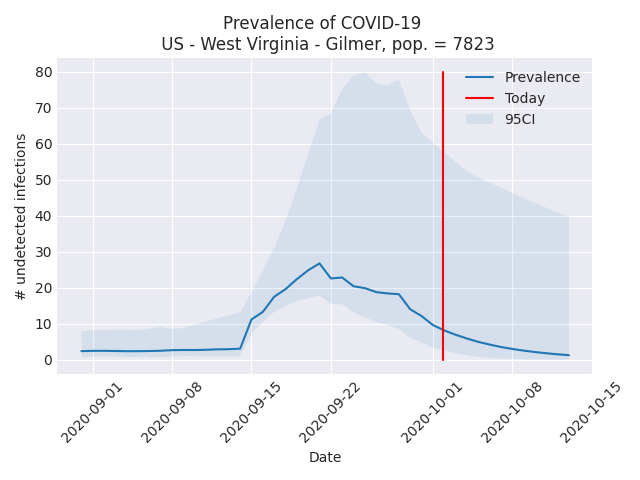 Prevalence of COVID-19
US - West Virginia - Gilmer, pop. = 7823
# undetected infections
80
70
60
50
40
30
20
10
0
Prevalence
Today
95CI
2020-09-01
2020-09-08
2020-09-15
2020-09-22
2020-10-01
2020-10-08
2020-10-15
Date